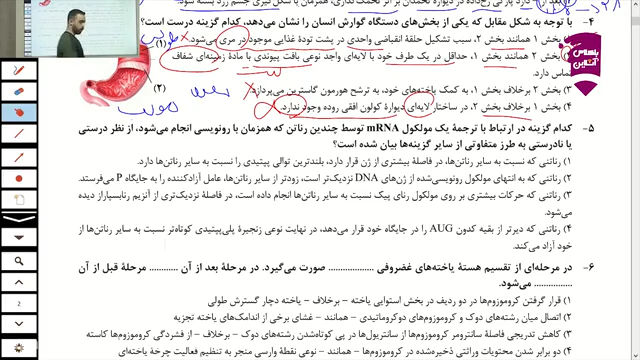 ۴- با توجه به شکل مقابل که یکی از بخش‌های دستگاه گوارش انسان را نشان می‌دهد، کدام گزینه درست است؟
بخش ۱ همانند بخش ۲، سبب تشکیل حلقهٔ انقباضی واحدی در پشت تودهٔ غذایی موجود در مری می‌شود.
بخش ۲ همانند بخش ۱، حداقل در یک طرف خود با لایه‌ای واجد نوعی بافت پیوندی با مادهٔ زمینه‌ای شفاف
تماس دارد.
۳) بخش ۲ برخلاف بخش ۱، به کمک یاخته‌های خود، به ترشح هورمون گاسترین می‌پردازد.
۴) بخش ۱ برخلاف بخش ۲، در ساختار لایه‌ای دیوارهٔ کولون افقی روده وجود ندارد.
(۱)
(۲)
طولی
مورب
پلاسمای آنلاین
۵- کدام گزینه در ارتباط با ترجمهٔ یک مولکول mRNA توسط چندین رناتن که همزمان با رونویسی انجام می‌شود، از نظر درستی
یا نادرستی به طرز متفاوتی از سایر گزینه‌ها بیان شده است؟
۱) رناتنی که نسبت به سایر رناتن‌ها، در فاصلهٔ بیشتری از ژن قرار دارد، بلندترین توالی پپتیدی را نسبت به سایر رناتن‌ها دارد.
۲) رناتنی که به انتهای مولکول رونویسی‌شده از ژن‌های DNA نزدیک‌تر است، زودتر از سایر رناتن‌ها، عامل آزادکننده را به جایگاه P می‌فرستد.
۳) رناتنی که حرکات بیشتری بر روی مولکول رنای پیک نسبت به سایر رناتن‌ها انجام داده است، در فاصلهٔ نزدیک‌تری از آنزیم رنابسپاراز دیده
می‌شود.
۴) رناتنی که دیرتر از بقیه کدون AUG را در جایگاه خود قرار می‌دهد، در نهایت نوعی زنجیرهٔ پلی‌پپتیدی کوتاه‌تر نسبت به سایر رناتن‌ها از
خود آزاد می‌کند.
۶- در مرحله‌ای از تقسیم هستهٔ یاخته‌های غضروفی .................. صورت می‌گیرد. در مرحلهٔ بعد از آن ............ مرحلهٔ قبل از آن
................ می‌شود.
۱) قرار گرفتن کروموزوم‌ها در دو ردیف در بخش استوایی یاخته – برخلاف – یاخته دچار گسترش طولی
۲) اتصال میان رشته‌های دوک و کروموزوم‌های دوکروماتیدی – همانند – غشای برخی از اندامک‌های یاخته تجزیه
۳) کاهش تدریجی فاصلهٔ سانترومر کروموزوم‌ها از سانتریول‌ها در پی کوتاه‌شدن رشته‌های دوک – برخلاف – از فشردگی کروموزوم‌ها کاسته
۴) دو برابر شدن محتویات وراثتی ذخیره‌شده در کروموزوم‌ها – همانند – نوعی نقطهٔ وارسی منجر به تنظیم فعالیت چرخهٔ یاخته‌ای